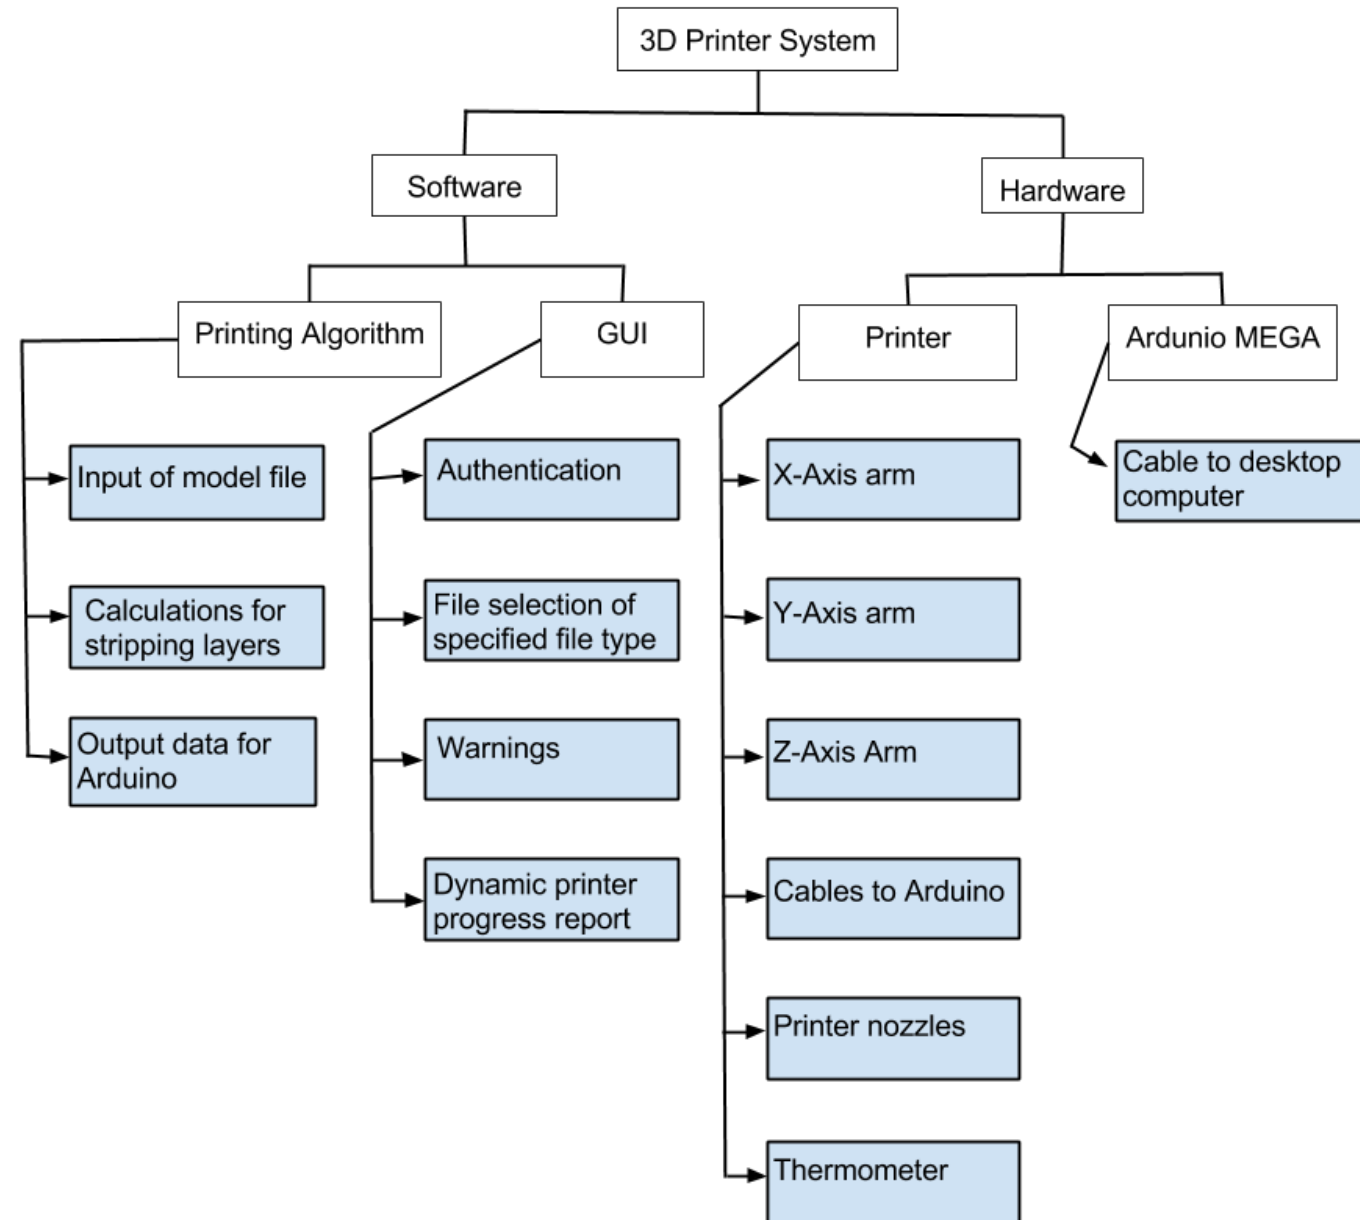 3D Printer System
Software
Hardware
Printing Algorithm
GUI
Printer
Ardunio MEGA
Input of model file
Calculations for
stripping layers
Output data for
Arduino
Authentication
File selection of
specified file type
Warnings
Dynamic printer
progress report
X-Axis arm
Y-Axis arm
Z-Axis Arm
Cables to Arduino
Printer nozzles
Thermometer
Cable to desktop
computer